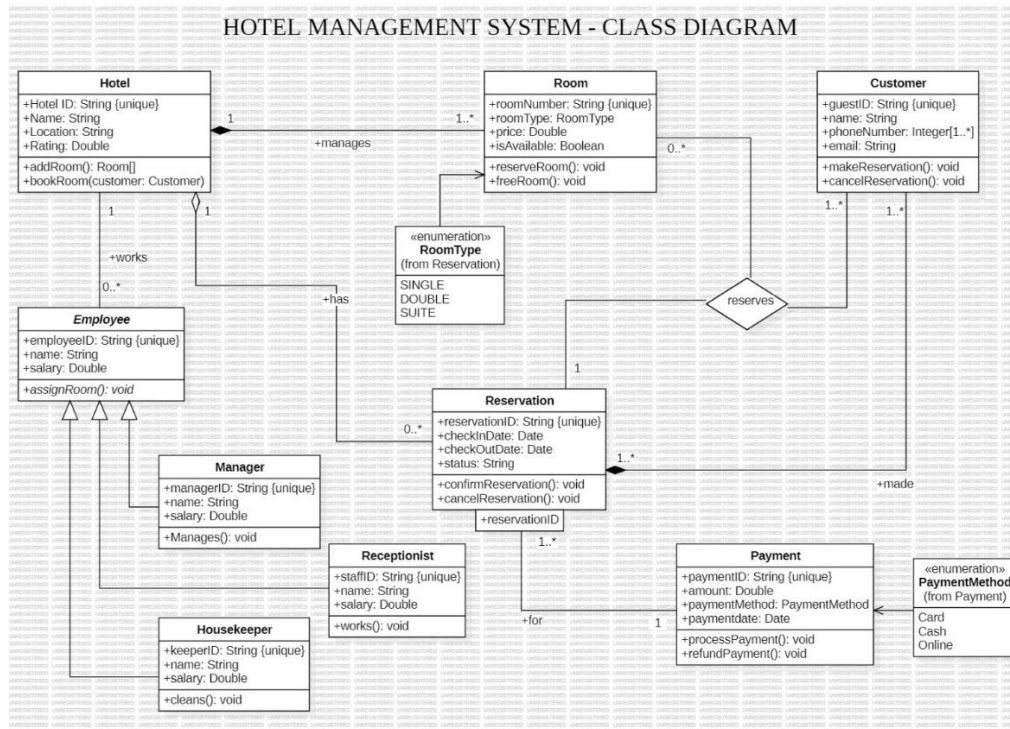 HOTEL MANAGEMENT SYSTEM - CLASS DIAGRAM
Hotel
+Hotel ID: String {unique}
+Name: String
+Location: String
+Rating: Double
+addRoom(): Room[]
+bookRoom(customer: Customer)
1
1..*
+manages
Room
+roomNumber: String {unique}
+roomType: RoomType
+price: Double
+isAvailable: Boolean
+reserveRoom(): void
+freeRoom(): void
0..*
Customer
+guestID: String {unique}
+name: String
+phoneNumber: Integer[1..*]
+email: String
+makeReservation(): void
+cancelReservation(): void
1..*
1..*
1
1
+works
0..*
+has
0..*
«enumeration»
RoomType
(from Reservation)
SINGLE
DOUBLE
SUITE
reserves
1
Employee
+employeeID: String {unique}
+name: String
+salary: Double
+assignRoom(): void
Reservation
+reservationID: String {unique}
+checkInDate: Date
+checkOutDate: Date
+status: String
+confirmReservation(): void
+cancelReservation(): void
+reservationID
1..*
+made
1..*
+for
1
Manager
+managerID: String {unique}
+name: String
+salary: Double
+Manages(): void
Receptionist
+staffID: String {unique}
+name: String
+salary: Double
+works(): void
Housekeeper
+keeperID: String {unique}
+name: String
+salary: Double
+cleans(): void
Payment
+paymentID: String {unique}
+amount: Double
+paymentMethod: PaymentMethod
+paymentdate: Date
+processPayment(): void
+refundPayment(): void
«enumeration»
PaymentMethod
(from Payment)
Card
Cash
Online